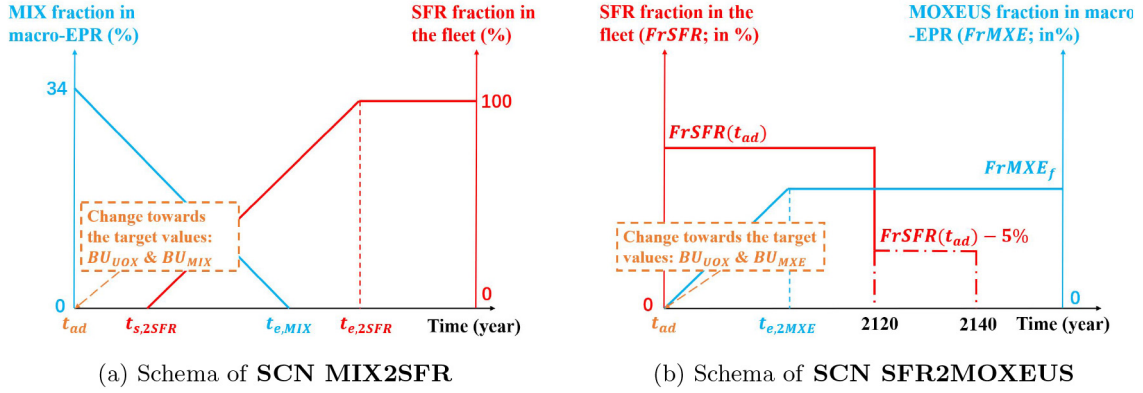 MIX fraction in
macro-EPR (%)
SFR fraction in
the fleet (%)
34
100
Change towards
the target values:
BU_UOX & BU_MIX
0
0
t_ad
t_s,2SFR
t_e,MIX
t_e,2SFR
Time (year)
(a) Schema of SCN MIX2SFR
SFR fraction in the
fleet (FrSFR; in %)
MOXEUS fraction in macro
-EPR (FrMXE; in%)
FrSFR(t_ad)
FrMXE_f
Change towards the target
values: BU_UOX & BU_MXE
FrSFR(t_ad) − 5%
0
0
t_ad
t_e,2MXE
2120
2140
Time (year)
(b) Schema of SCN SFR2MOXEUS